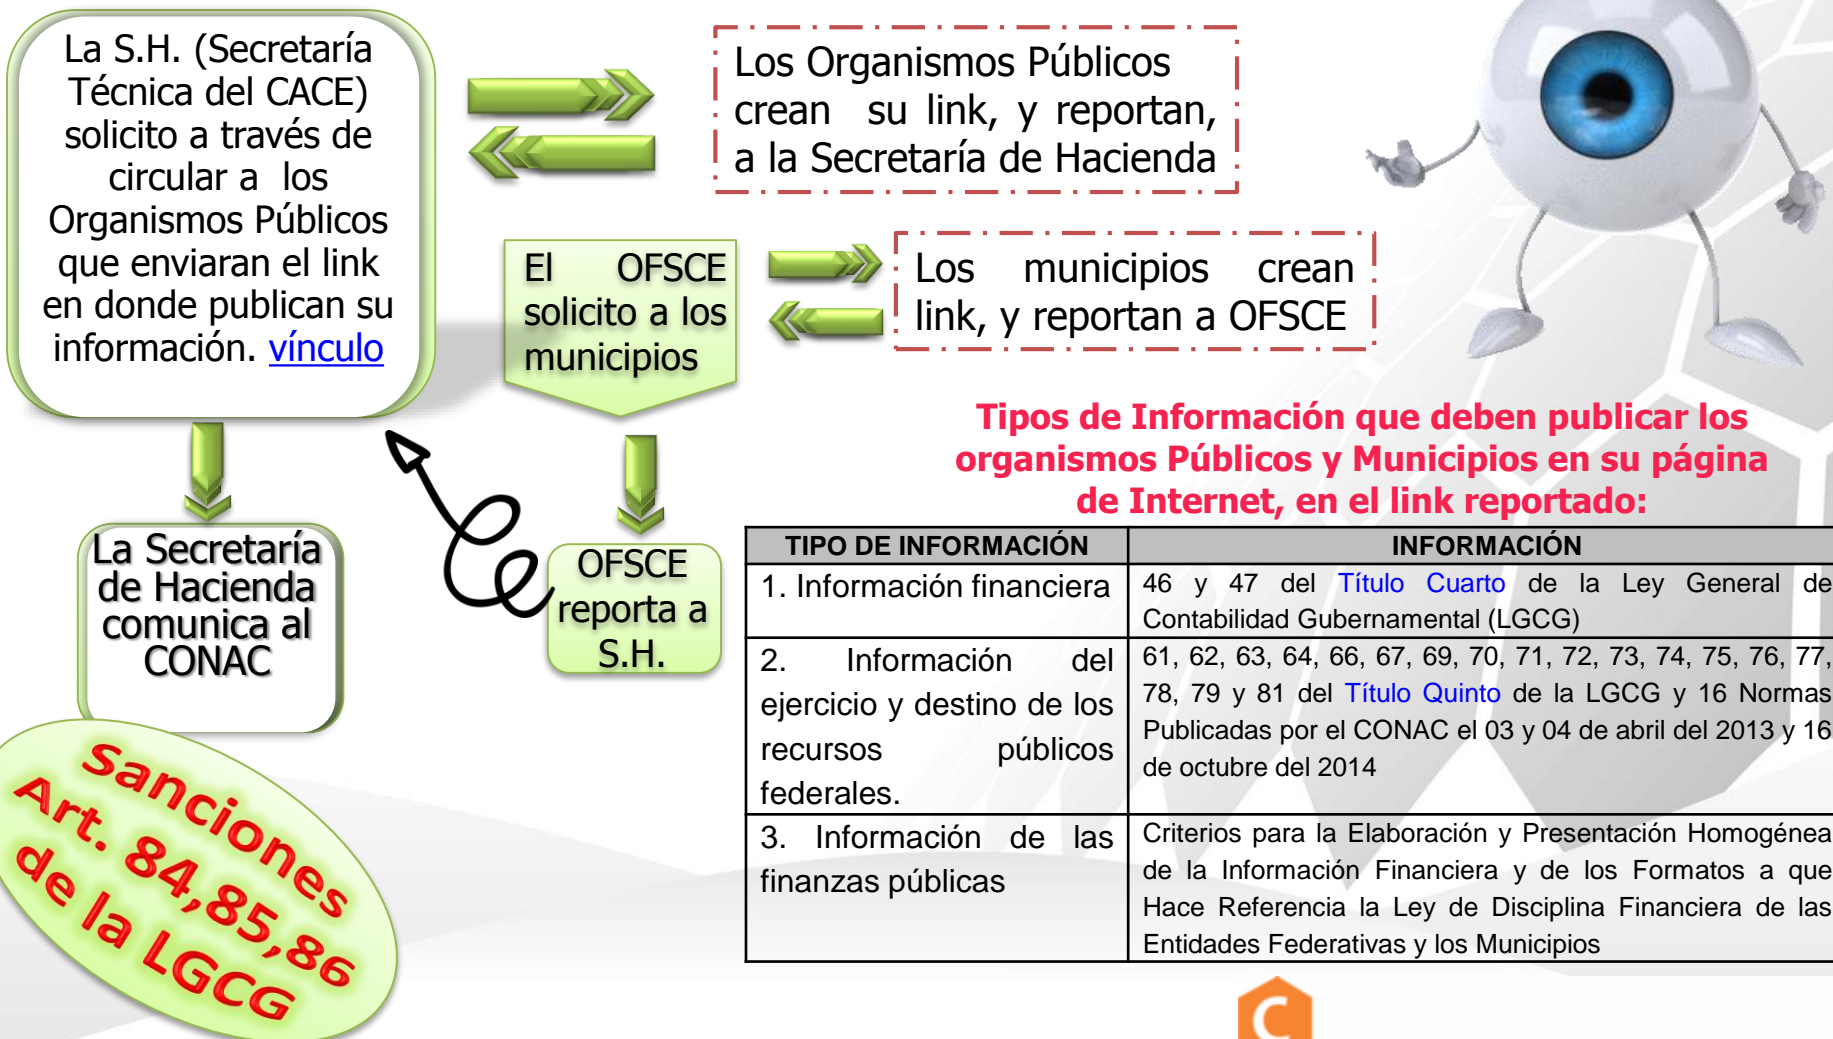 La S.H. (Secretaría
Técnica del CACE)
solicito a través de
circular a los
Organismos Públicos
que enviaran el link
en donde publican su
información. vínculo
Los Organismos Públicos
crean su link, y reportan,
a la Secretaría de Hacienda
El OFSCE
solicito a los
municipios
Los municipios crean
link, y reportan a OFSCE
La Secretaría
de Hacienda
comunica al
CONAC
OFSCE
reporta a
S.H.
Sanciones
Art. 84,85,86
de la LGCG
Tipos de Información que deben publicar los
organismos Públicos y Municipios en su página
de Internet, en el link reportado:
TIPO DE INFORMACIÓN
INFORMACIÓN
1. Información financiera
46 y 47 del Título Cuarto de la Ley General de
Contabilidad Gubernamental (LGCG)
2. Información del
ejercicio y destino de los
recursos públicos
federales.
61, 62, 63, 64, 66, 67, 69, 70, 71, 72, 73, 74, 75, 76, 77,
78, 79 y 81 del Título Quinto de la LGCG y 16 Normas
Publicadas por el CONAC el 03 y 04 de abril del 2013 y 16
de octubre del 2014
3. Información de las
finanzas públicas
Criterios para la Elaboración y Presentación Homogénea
de la Información Financiera y de los Formatos a que
Hace Referencia la Ley de Disciplina Financiera de las
Entidades Federativas y los Municipios
C